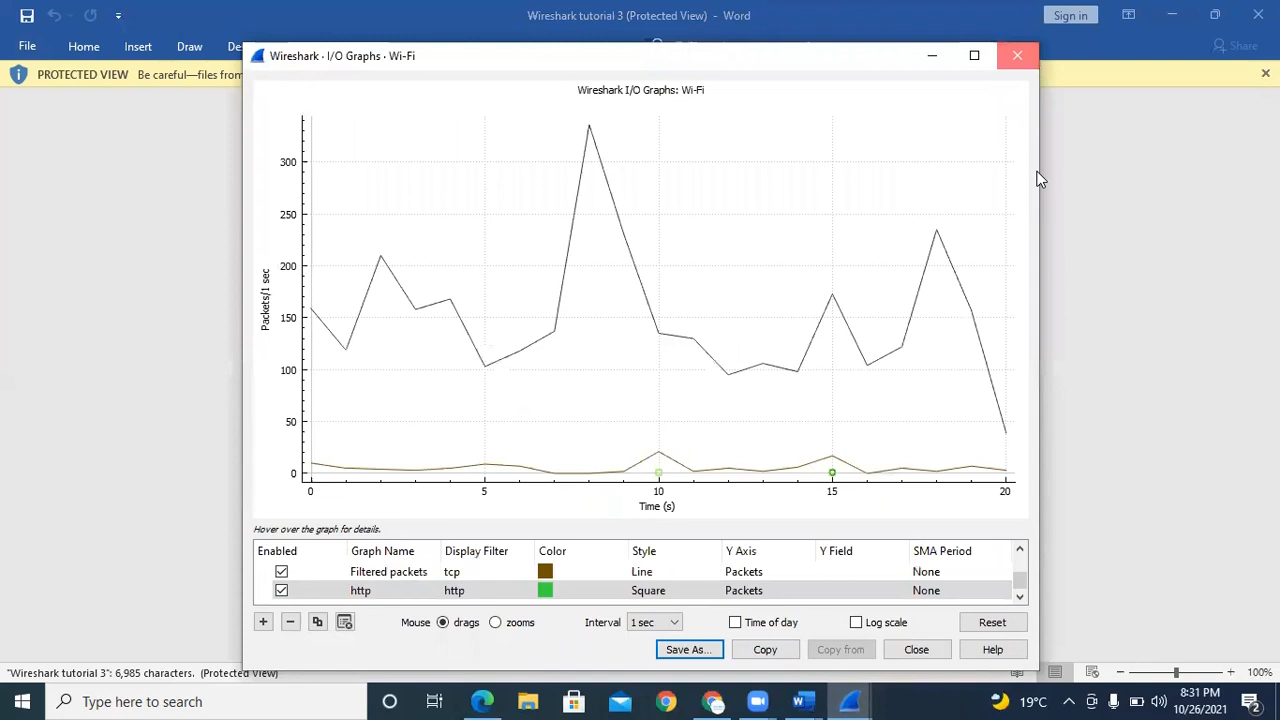 Wireshark tutorial 3 (Protected View) - Word
Sign in
File Home Insert Draw
Share
PROTECTED VIEW Be careful—files from
Wireshark · I/O Graphs · Wi-Fi
Wireshark I/O Graphs: Wi-Fi
300
250
200
150
100
50
0
Packets/1 sec
0 5 10 15 20
Time (s)
Hover over the graph for details.
Enabled Graph Name Display Filter Color Style Y Axis Y Field SMA Period
Filtered packets tcp Line Packets None
http http Square Packets None
Mouse drags zooms Interval 1 sec Time of day Log scale Reset
Save As... Copy Copy from Close Help
"Wireshark tutorial 3": 6,985 characters. (Protected View)
100%
Type here to search
19°C
8:31 PM
10/26/2021
2